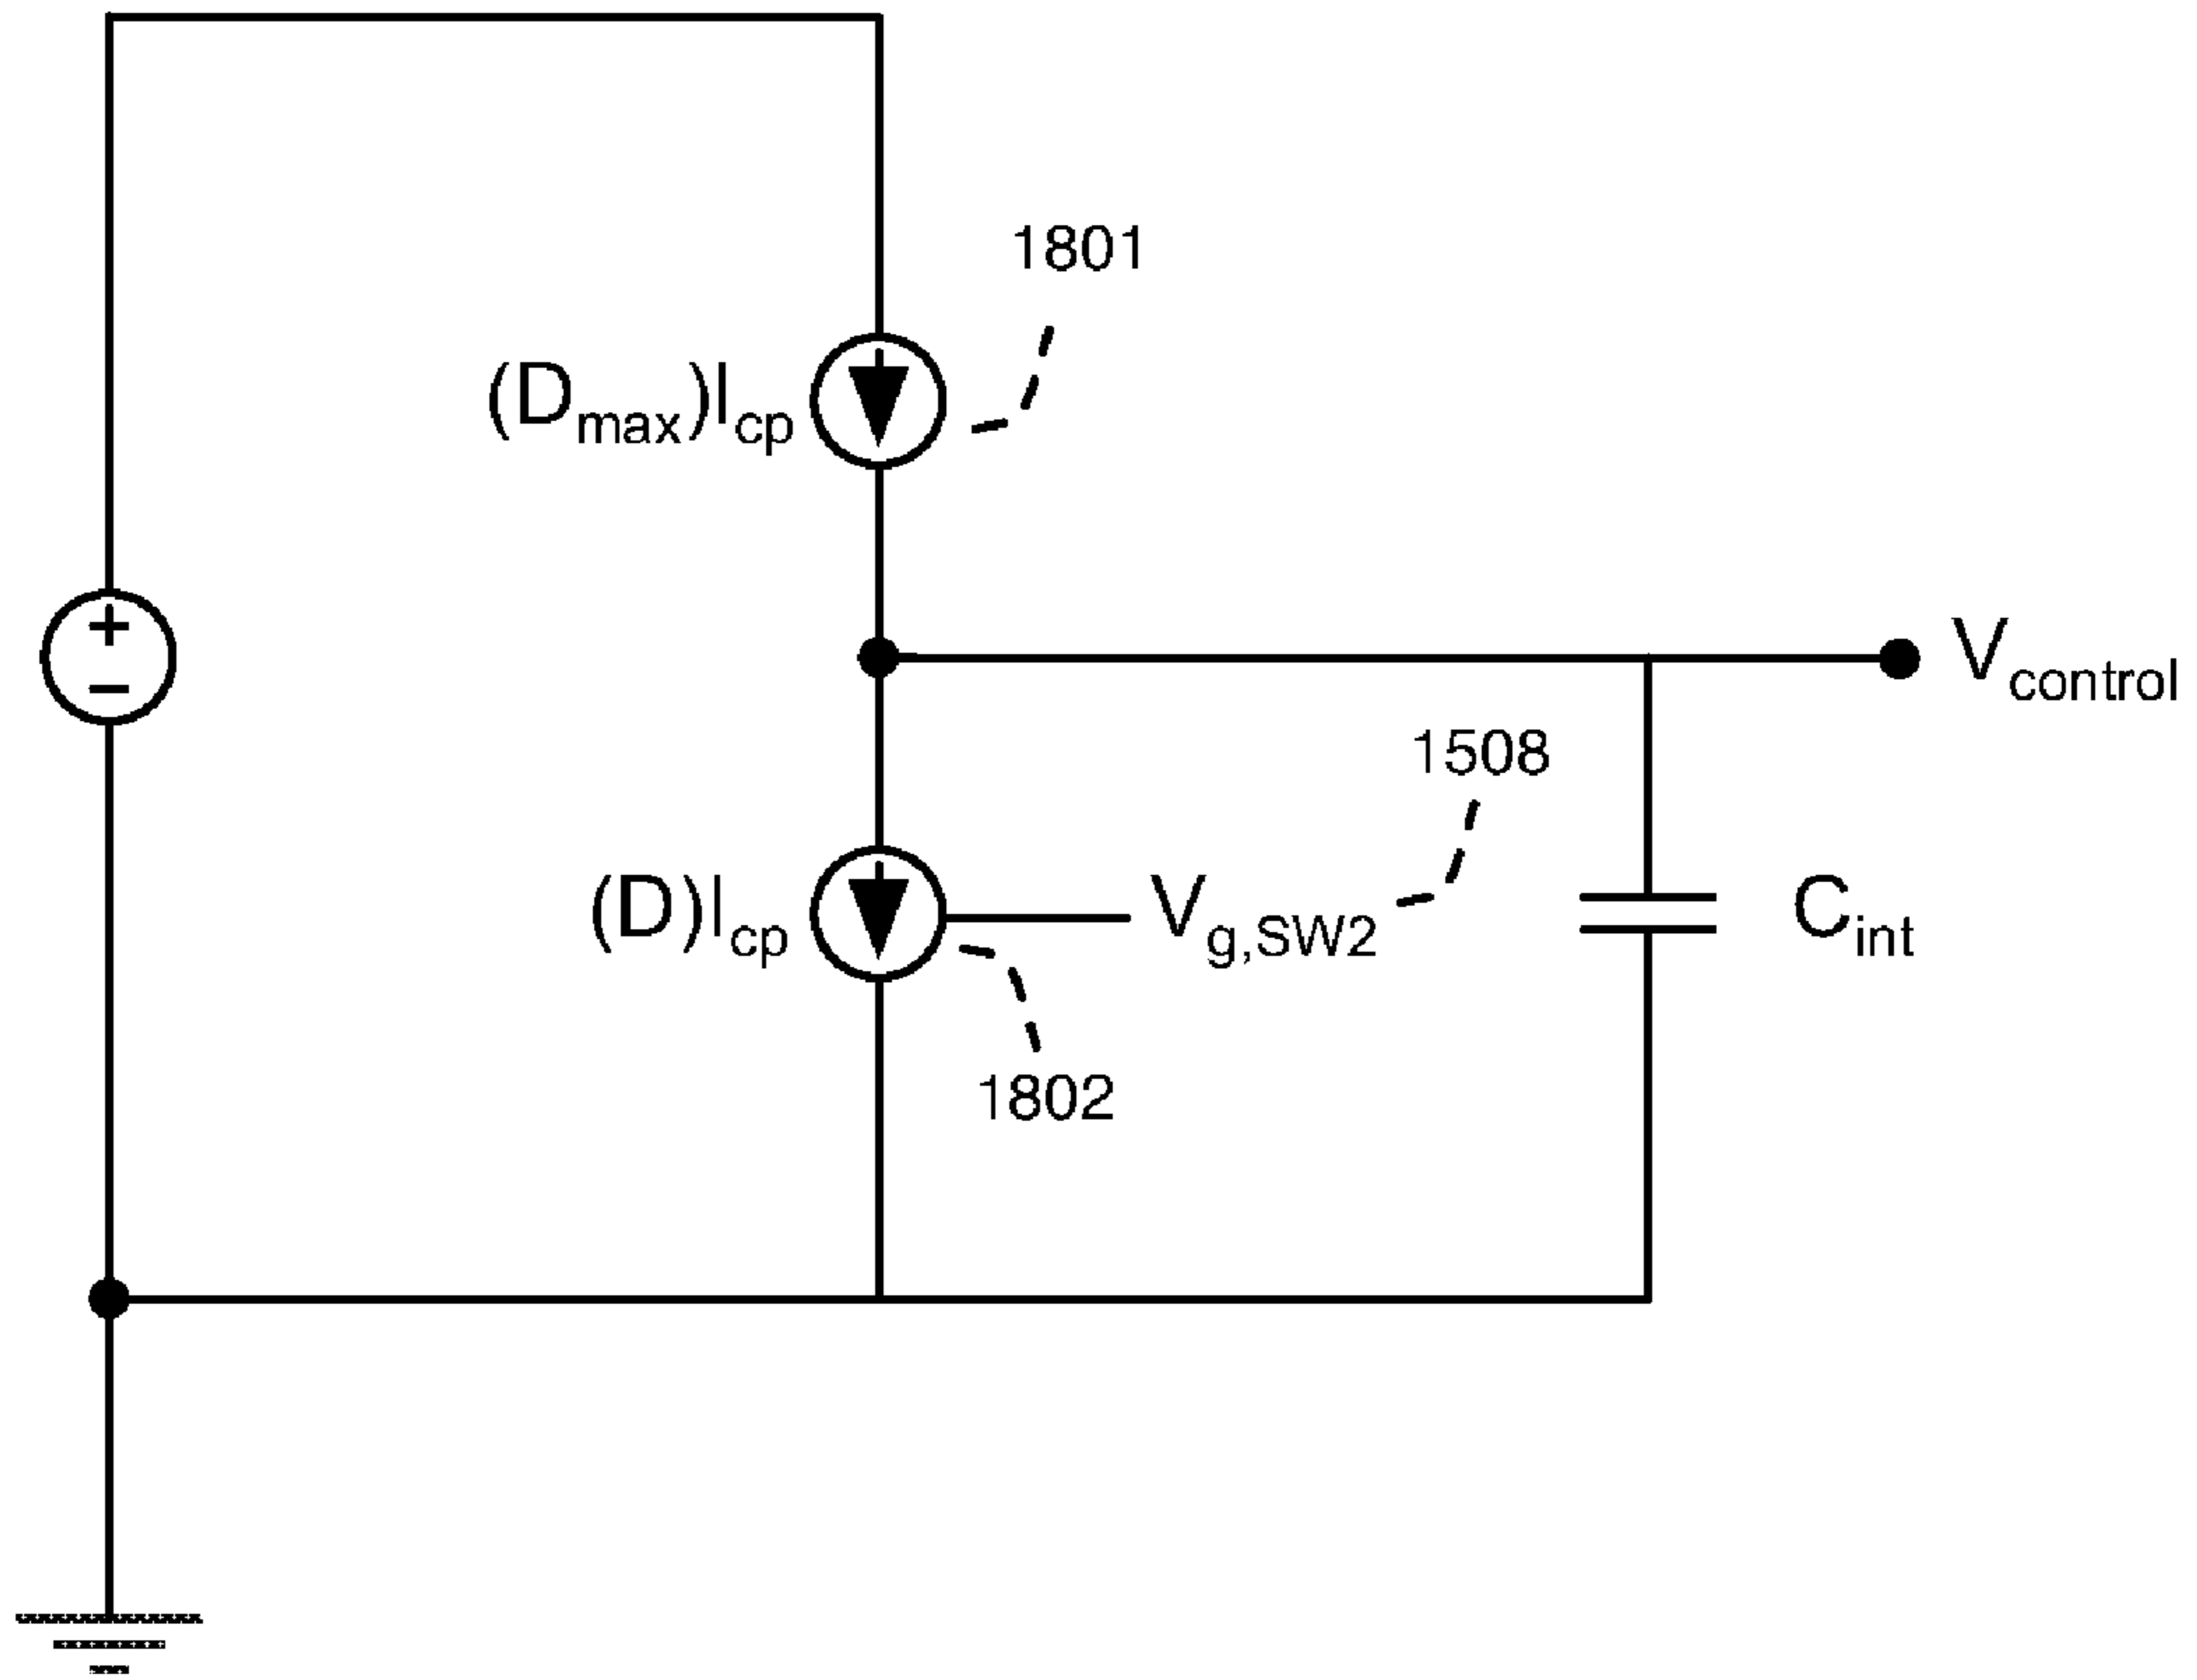 1801
(Dmax)Icp
Vcontrol
1508
(D)Icp
Vg,SW2
Cint
1802